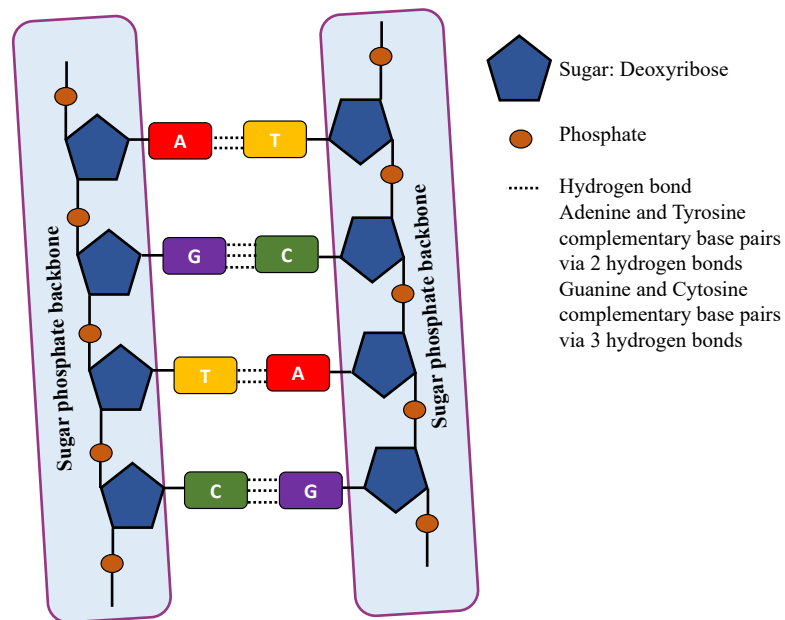 Sugar phosphate backbone
A
T
G
C
T
A
C
G
Sugar phosphate backbone
Sugar: Deoxyribose
Phosphate
Hydrogen bond
Adenine and Tyrosine
complementary base pairs
via 2 hydrogen bonds
Guanine and Cytosine
complementary base pairs
via 3 hydrogen bonds